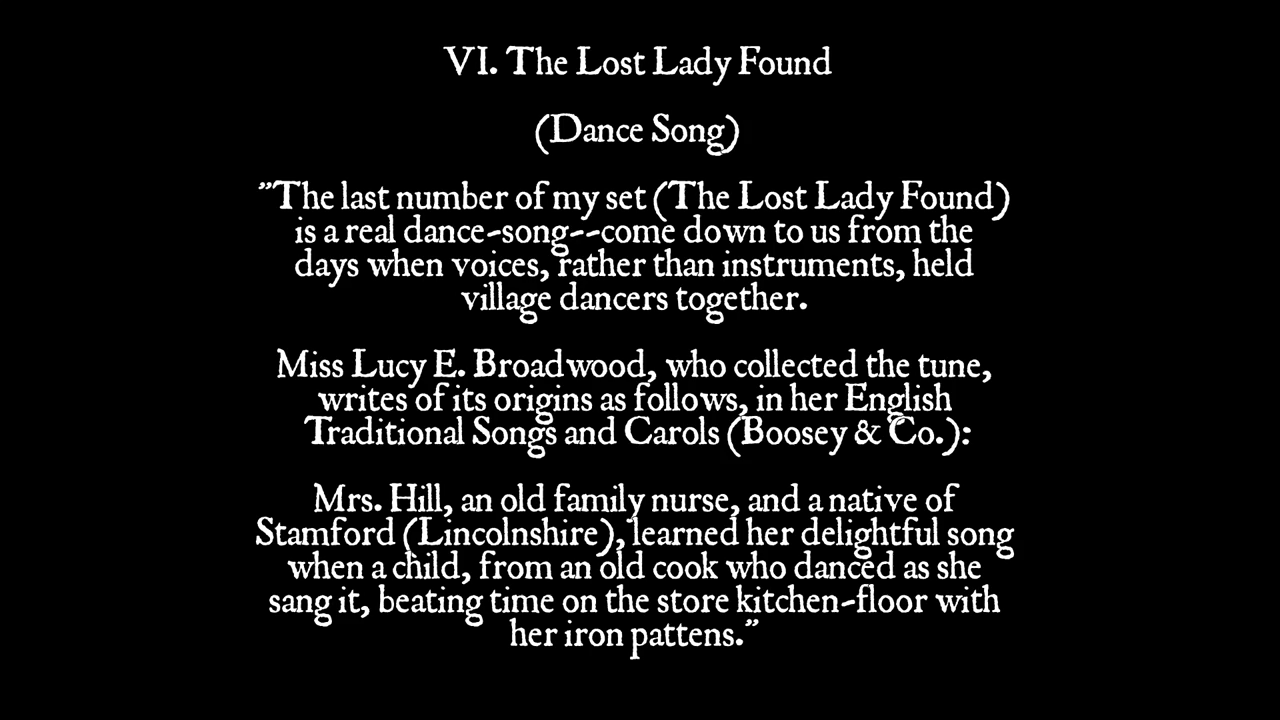 VI. The Lost Lady Found
(Dance Song)
"The last number of my set (The Lost Lady Found)
is a real dance-song--come down to us from the
days when voices, rather than instruments, held
village dancers together.
Miss Lucy E. Broadwood, who collected the tune,
writes of its origins as follows, in her English
Traditional Songs and Carols (Boosey & Co.):
Mrs. Hill, an old family nurse, and a native of
Stamford (Lincolnshire), learned her delightful song
when a child, from an old cook who danced as she
sang it, beating time on the store kitchen-floor with
her iron pattens."